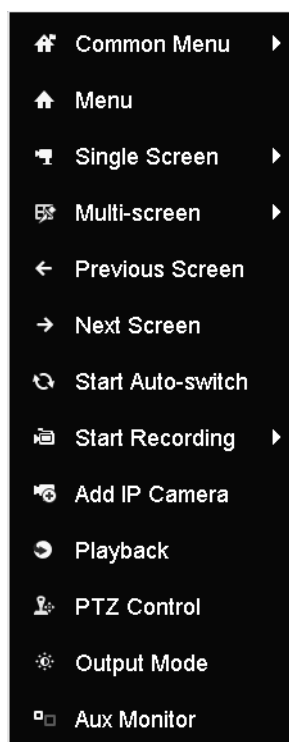 Common Menu
Menu
Single Screen
Multi-screen
Previous Screen
Next Screen
Start Auto-switch
Start Recording
Add IP Camera
Playback
PTZ Control
Output Mode
Aux Monitor